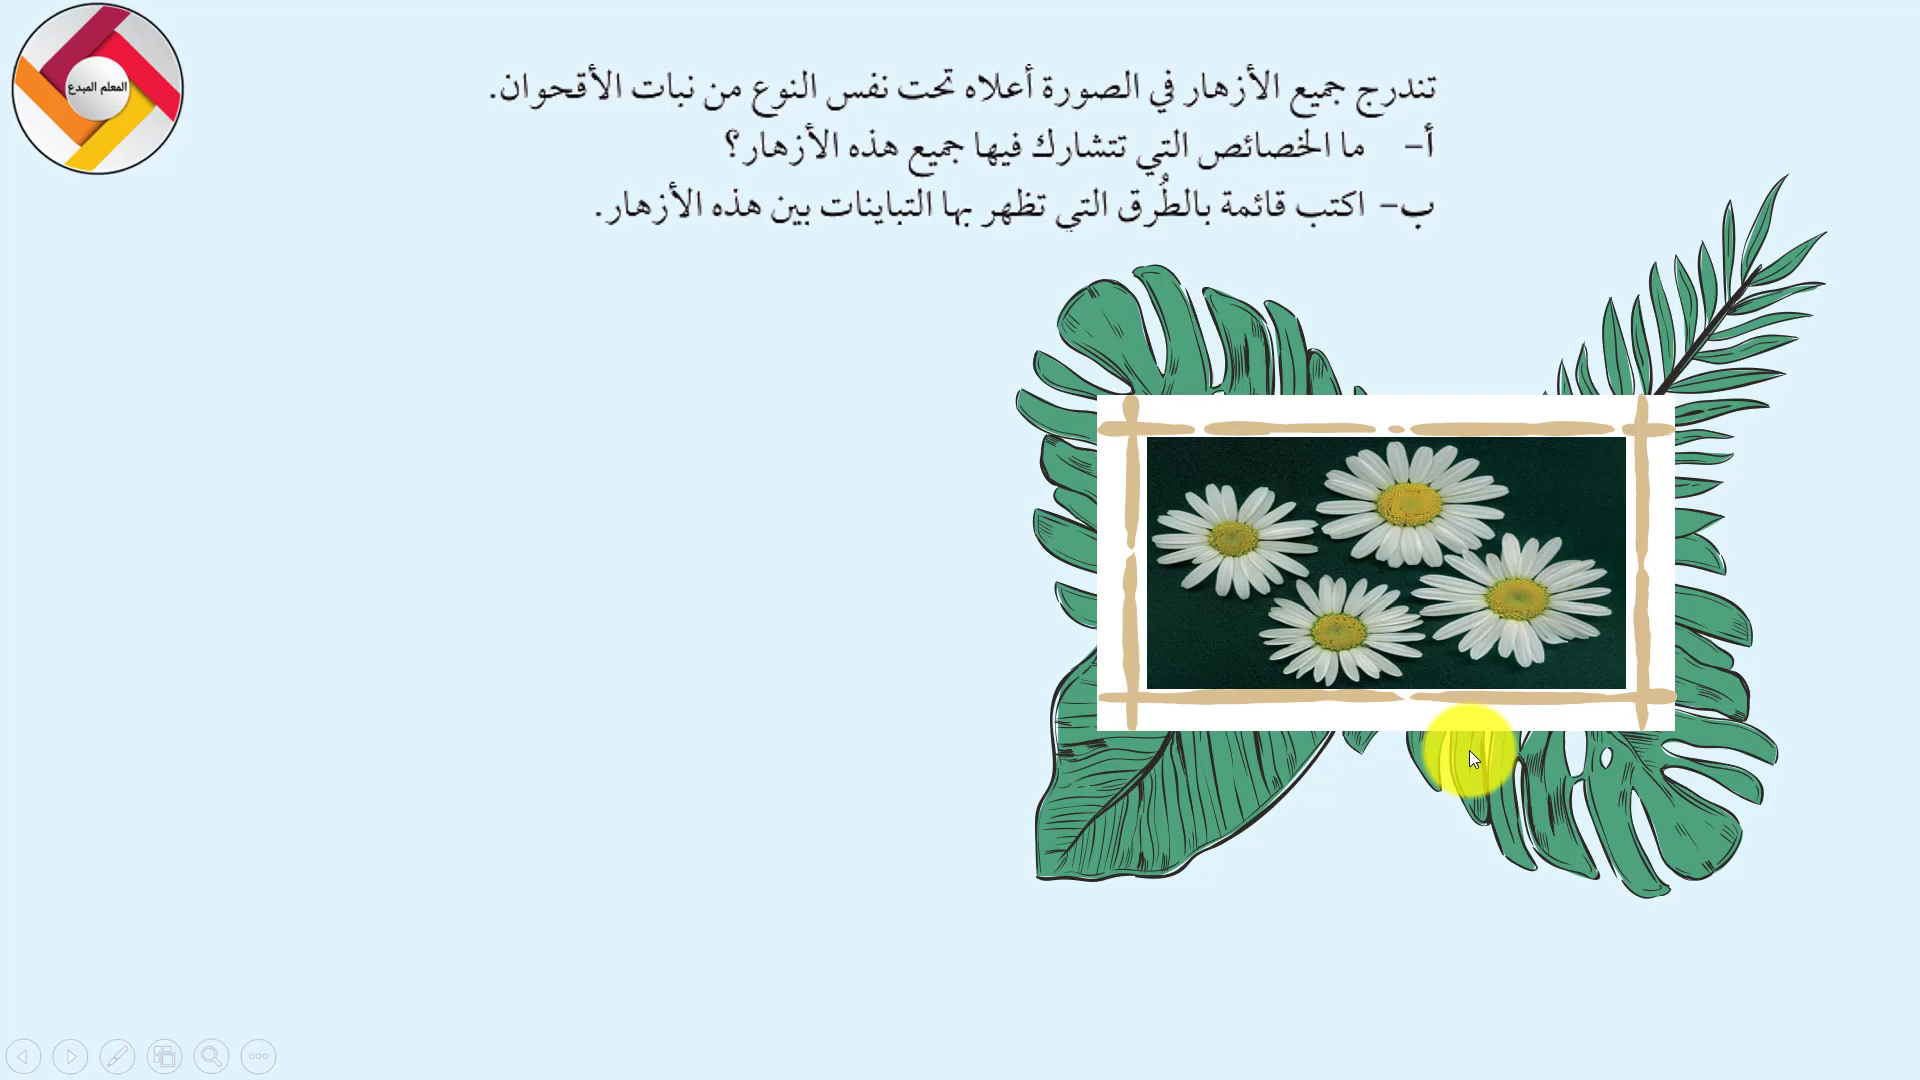 المعلم المبدع
تندرج جميع الأزهار في الصورة أعلاه تحت نفس النوع من نبات الأقحوان.
أ- ما الخصائص التي تتشارك فيها جميع هذه الأزهار؟
ب- اكتب قائمة بالطُرق التي تظهر بها التباينات بين هذه الأزهار.